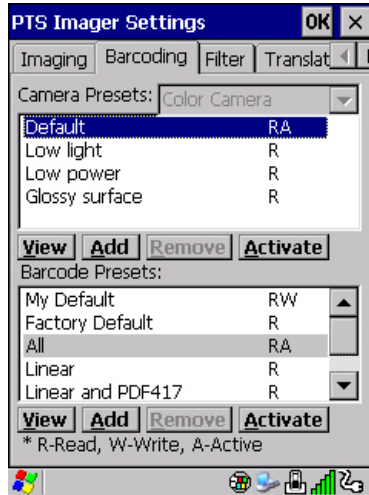 PTS Imager Settings OK ×
Imaging Barcoding Filter Translat
Camera Presets: Color Camera
Default RA
Low light R
Low power R
Glossy surface R
View Add Remove Activate
Barcode Presets:
My Default RW
Factory Default R
All RA
Linear R
Linear and PDF417 R
View Add Remove Activate
* R-Read, W-Write, A-Active